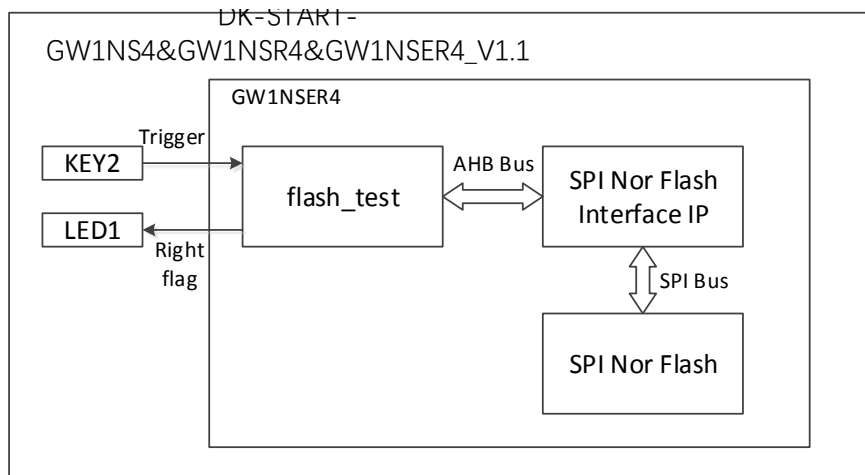 DK-START-
GW1NS4&GW1NSR4&GW1NSER4_V1.1
GW1NSER4
Trigger
KEY2
flash_test
AHB Bus
SPI Nor Flash
Interface IP
LED1
Right
flag
SPI Bus
SPI Nor Flash